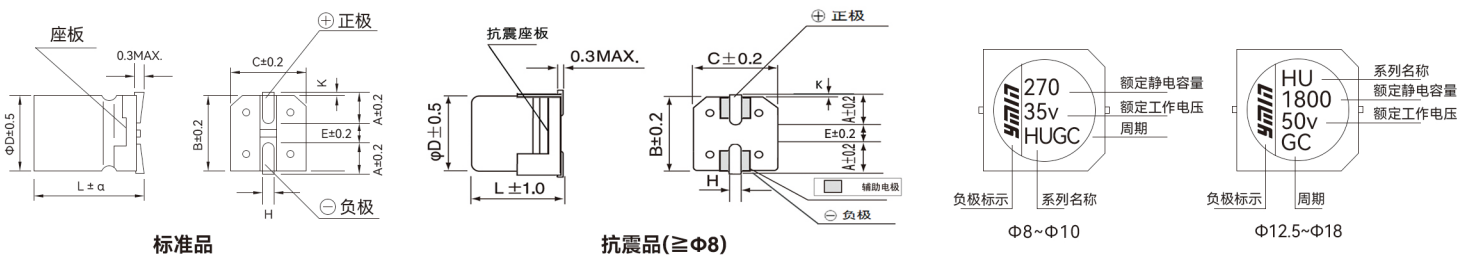 座板
0.3MAX.
ΦD±0.5
L±α
标准品
⊕正极
C±0.2
K
B±0.2
A±0.2
E±0.2
A±0.2
H
⊖负极
抗震座板
0.3MAX.
φD±0.5
L±1.0
抗震品(≧Φ8)
⊕ 正极
C±0.2
K
B±0.2
A±0.2
E±0.2
A±0.2
H
辅助电极
⊖ 负极
ymin
270
35v
HUGC
额定静电容量
额定工作电压
周期
负极标示
系列名称
Φ8~Φ10
ymin
HU
1800
50v
GC
系列名称
额定静电容量
额定工作电压
负极标示
周期
Φ12.5~Φ18